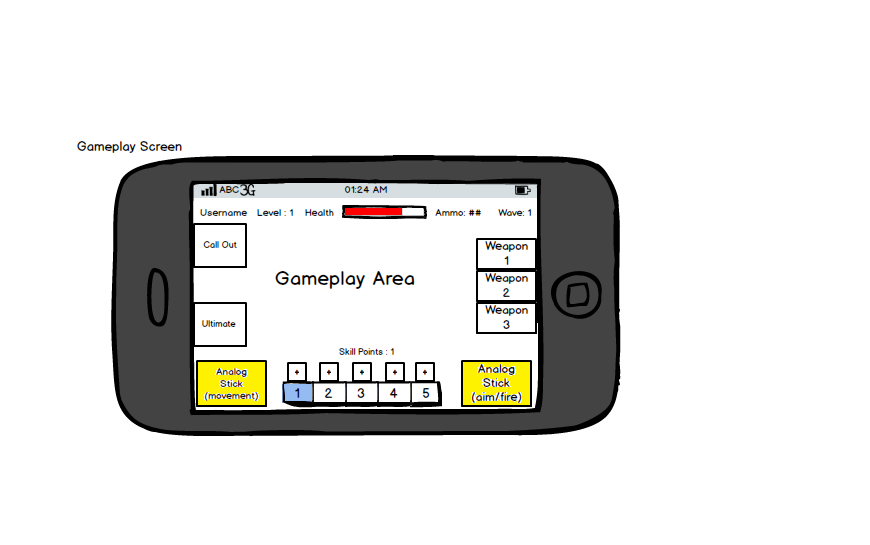 Gameplay Screen
ABC 3G 01:24 AM
Username Level : 1 Health Ammo: ## Wave: 1
Call Out
Weapon
1
Gameplay Area
Weapon
2
Ultimate
Weapon
3
Skill Points : 1
+ + + + +
Analog
Stick
(movement)
1 2 3 4 5
Analog
Stick
(aim/fire)